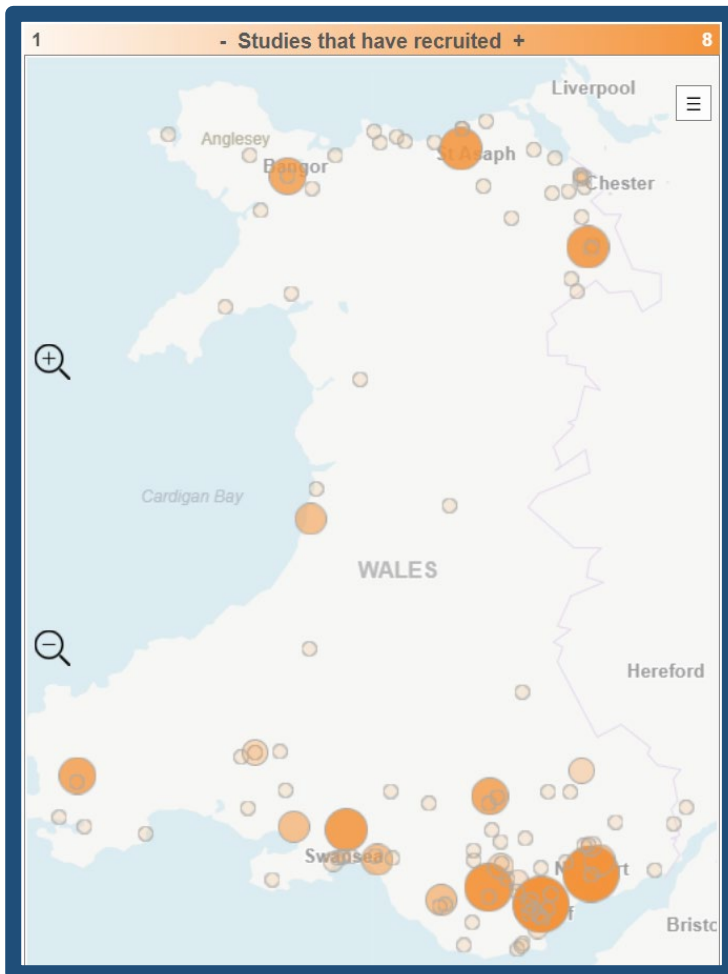 1 - Studies that have recruited + 8
Liverpool
☰
Anglesey
Bangor
St Asaph
Chester
Cardigan Bay
WALES
Hereford
Swansea